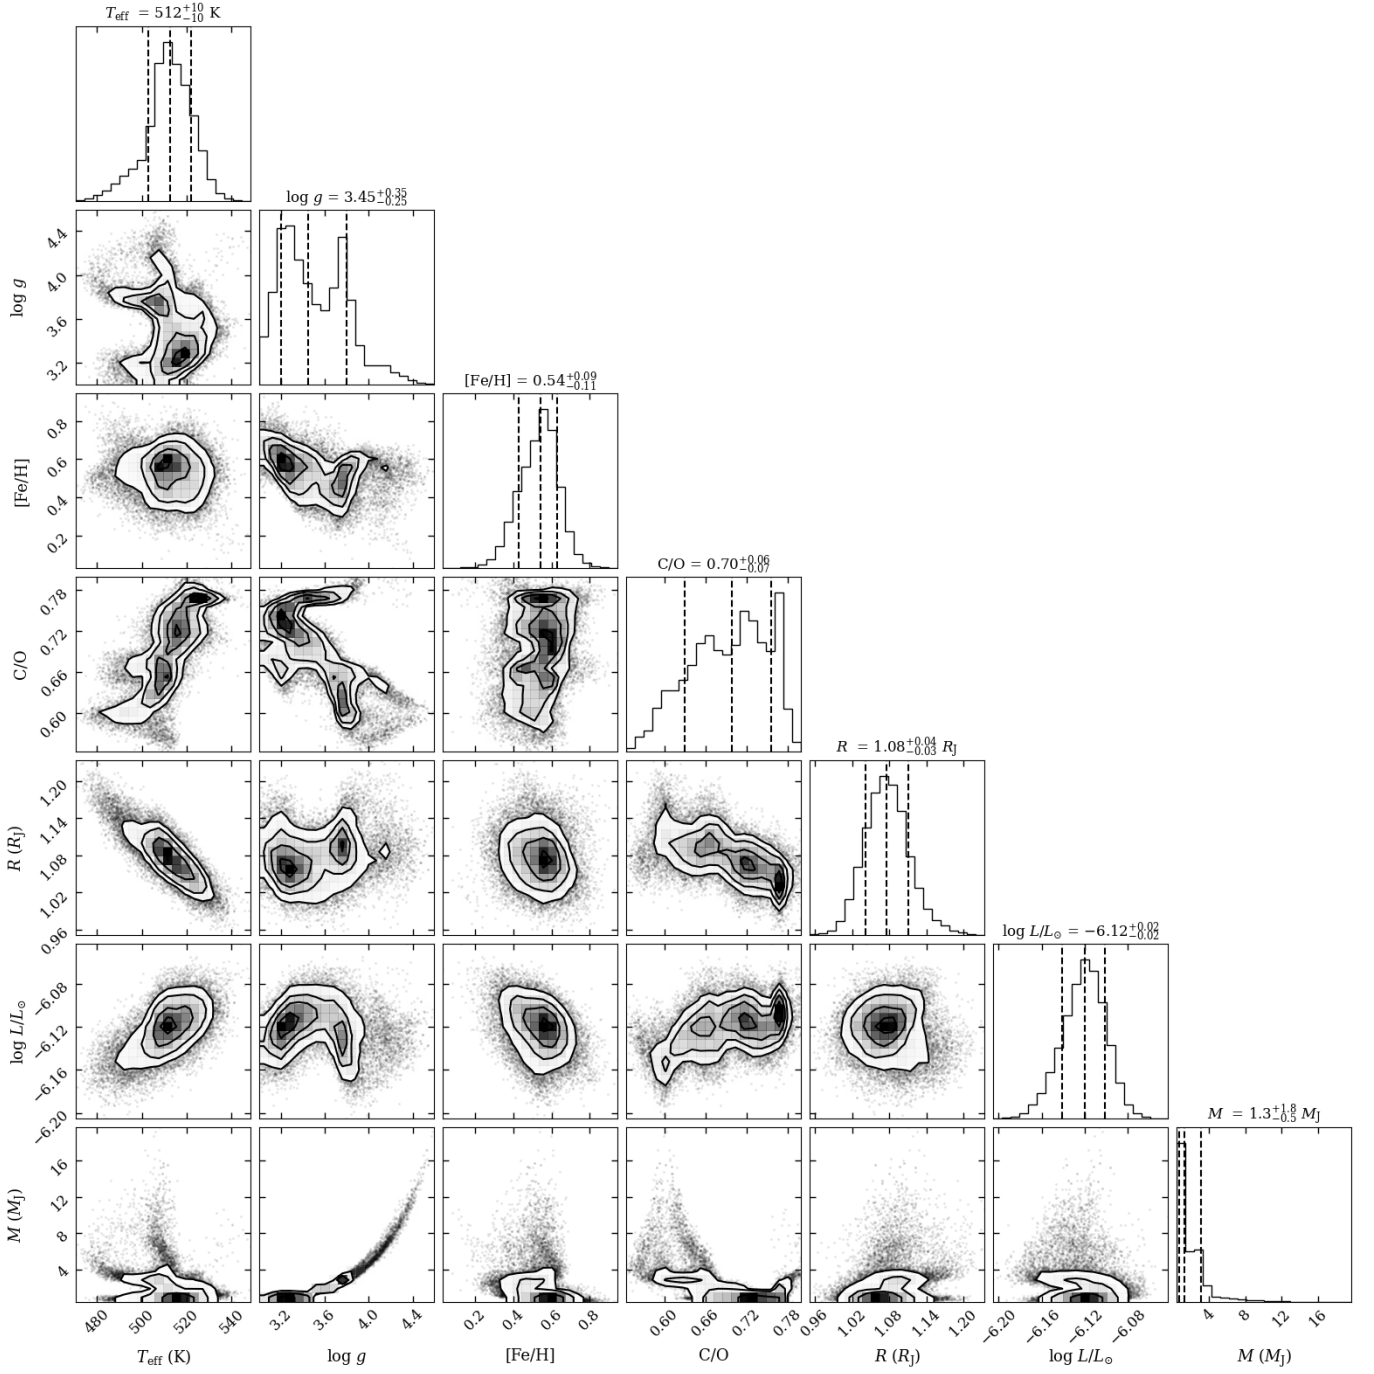 T_eff = 512^{+10}_{-10} K
log g = 3.45^{+0.35}_{-0.25}
4.4
4.0
3.6
3.2
log g
[Fe/H] = 0.54^{+0.09}_{-0.11}
0.8
0.6
0.4
0.2
[Fe/H]
C/O = 0.70^{+0.06}_{-0.07}
0.78
0.72
0.66
0.60
C/O
R = 1.08^{+0.04}_{-0.03} R_J
1.20
1.14
1.08
1.02
0.96
R (R_J)
log L/L_⊙ = −6.12^{+0.02}_{-0.02}
−6.08
−6.12
−6.16
−6.20
log L/L_⊙
M = 1.3^{+1.8}_{-0.5} M_J
16
12
8
4
M (M_J)
480 500 520 540 3.2 3.6 4.0 4.4 0.2 0.4 0.6 0.8 0.60 0.66 0.72 0.78 0.96 1.02 1.08 1.14 1.20 −6.20 −6.16 −6.12 −6.08 4 8 12 16
T_eff (K) log g [Fe/H] C/O R (R_J) log L/L_⊙ M (M_J)